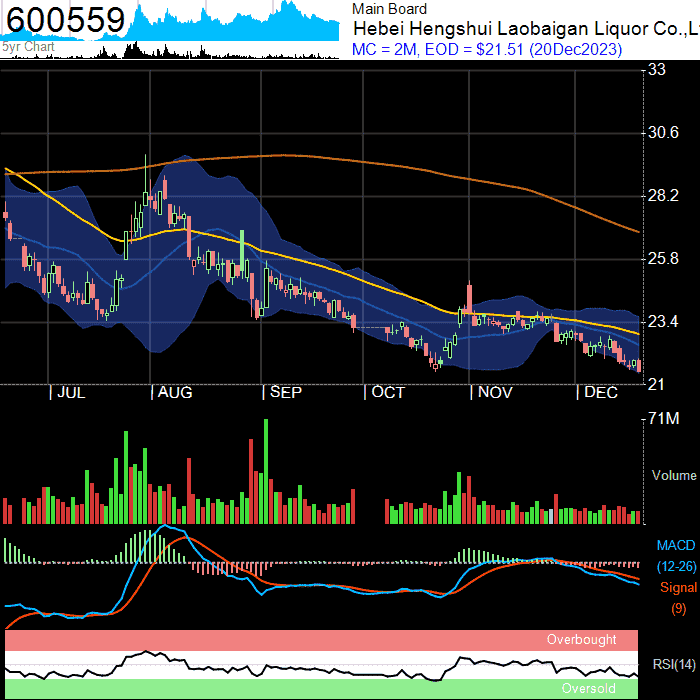 600559
5yr Chart
Main Board
Hebei Hengshui Laobaigan Liquor Co.,L
MC = 2M, EOD = $21.51 (20Dec2023)
33
30.6
28.2
25.8
23.4
21
| JUL | AUG | SEP | OCT | NOV | DEC
71M
Volume
MACD
(12-26)
Signal
(9)
Overbought
RSI(14)
Oversold